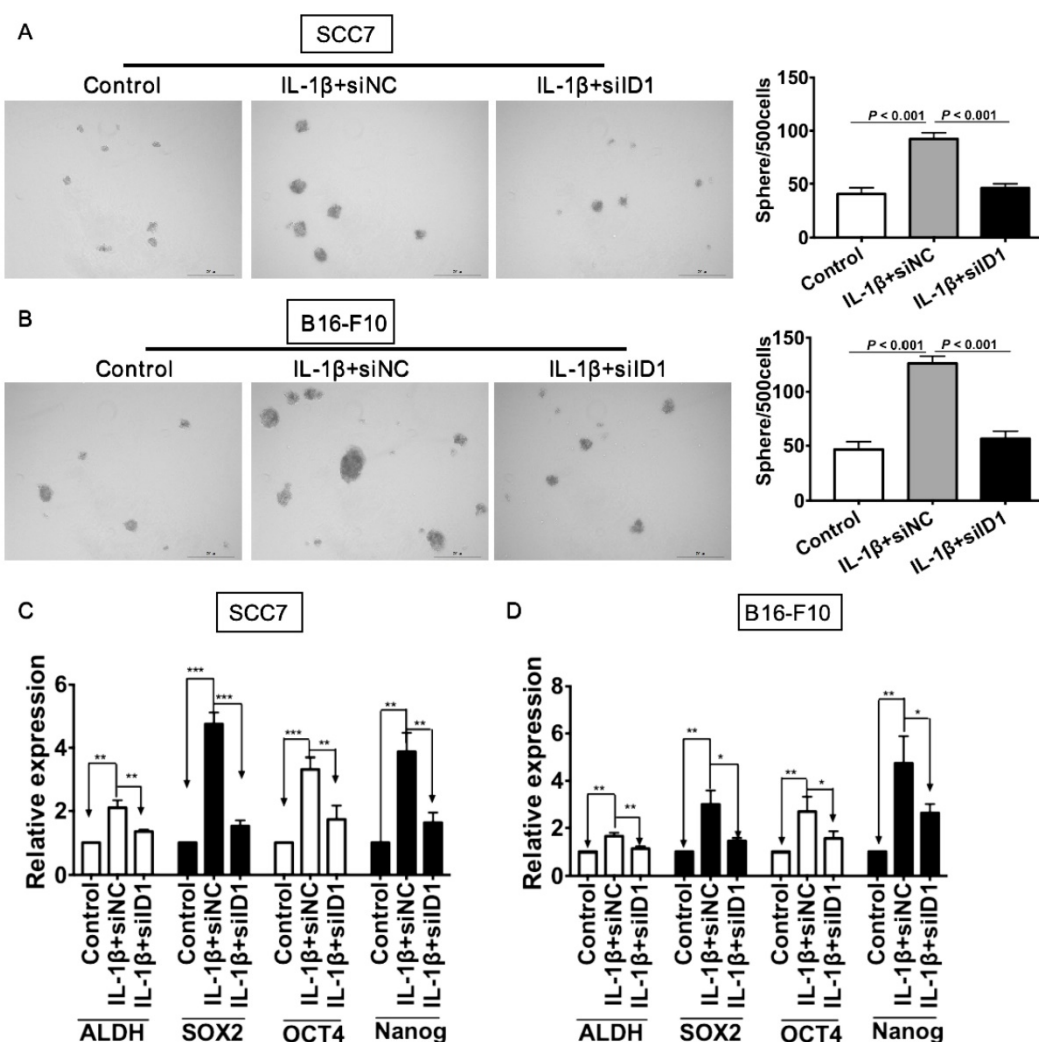 A
SCC7
Control IL-1β+siNC IL-1β+siID1
150
100
50
0
Sphere/500cells
P < 0.001 P < 0.001
Control
IL-1β+siNC
IL-1β+siID1
B
B16-F10
Control IL-1β+siNC IL-1β+siID1
150
100
50
0
Sphere/500cells
P < 0.001 P < 0.001
Control
IL-1β+siNC
IL-1β+siID1
C
SCC7
Relative expression
6
4
2
0
** ** *** *** *** ** ** **
Control
IL-1β+siNC
IL-1β+siID1
Control
IL-1β+siNC
IL-1β+siID1
Control
IL-1β+siNC
IL-1β+siID1
Control
IL-1β+siNC
IL-1β+siID1
ALDH SOX2 OCT4 Nanog
D
B16-F10
Relative expression
8
6
4
2
0
** ** ** * ** * ** *
Control
IL-1β+siNC
IL-1β+siID1
Control
IL-1β+siNC
IL-1β+siID1
Control
IL-1β+siNC
IL-1β+siID1
Control
IL-1β+siNC
IL-1β+siID1
ALDH SOX2 OCT4 Nanog